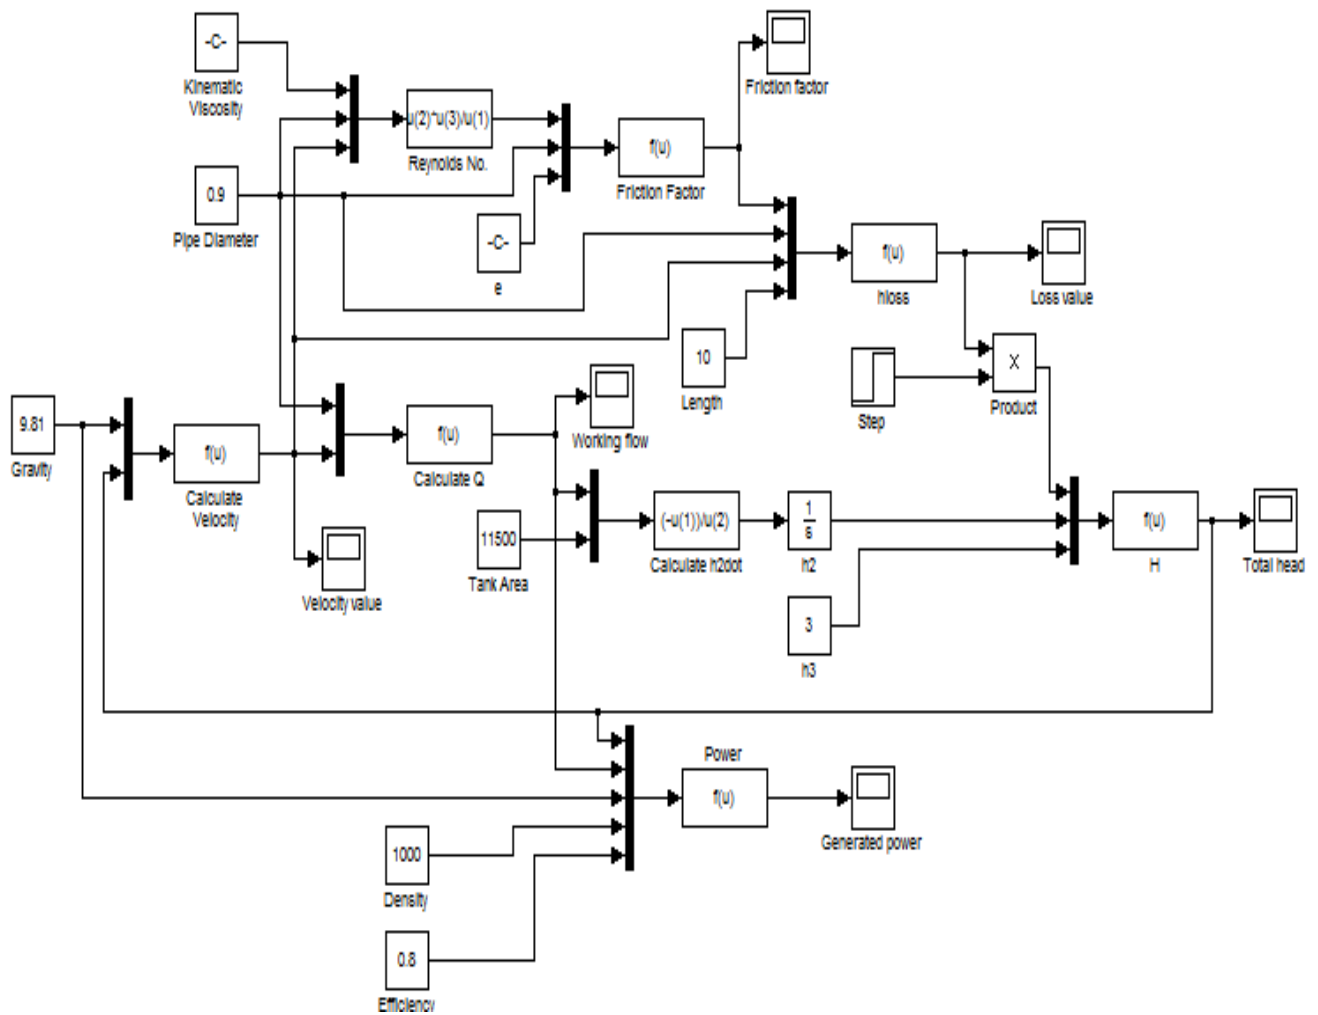 -C-
Kinematic
Viscosity
Friction factor
u(2)*u(3)/u(1)
Reynolds No.
f(u)
Friction Factor
0.9
Pipe Diameter
-C-
e
f(u)
hloss
Loss value
10
Length
Step
X
Product
9.81
Gravity
f(u)
Calculate
Velocity
f(u)
Calculate Q
Working flow
Velocity value
11500
Tank Area
(-u(1))/u(2)
Calculate h2dot
1
s
h2
3
h3
f(u)
H
Total head
Power
f(u)
Generated power
1000
Density
0.8
Efficiency